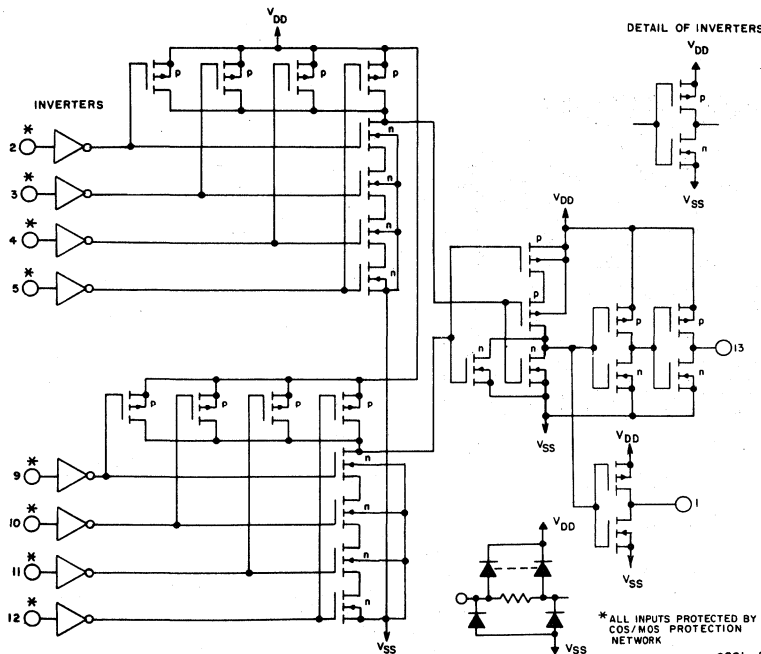 VDD
DETAIL OF INVERTERS
VDD
p
p
p
p
p
INVERTERS
n
n
*
2
n
VSS
*
3
n
VDD
*
4
n
p
*
5
p
p
p
n
n
13
n
n
p
p
p
p
VSS
VDD
*
9
n
*
10
n
1
*
11
n
VSS
VDD
*
12
n
* ALL INPUTS PROTECTED BY
COS/MOS PROTECTION
NETWORK
VSS
VSS